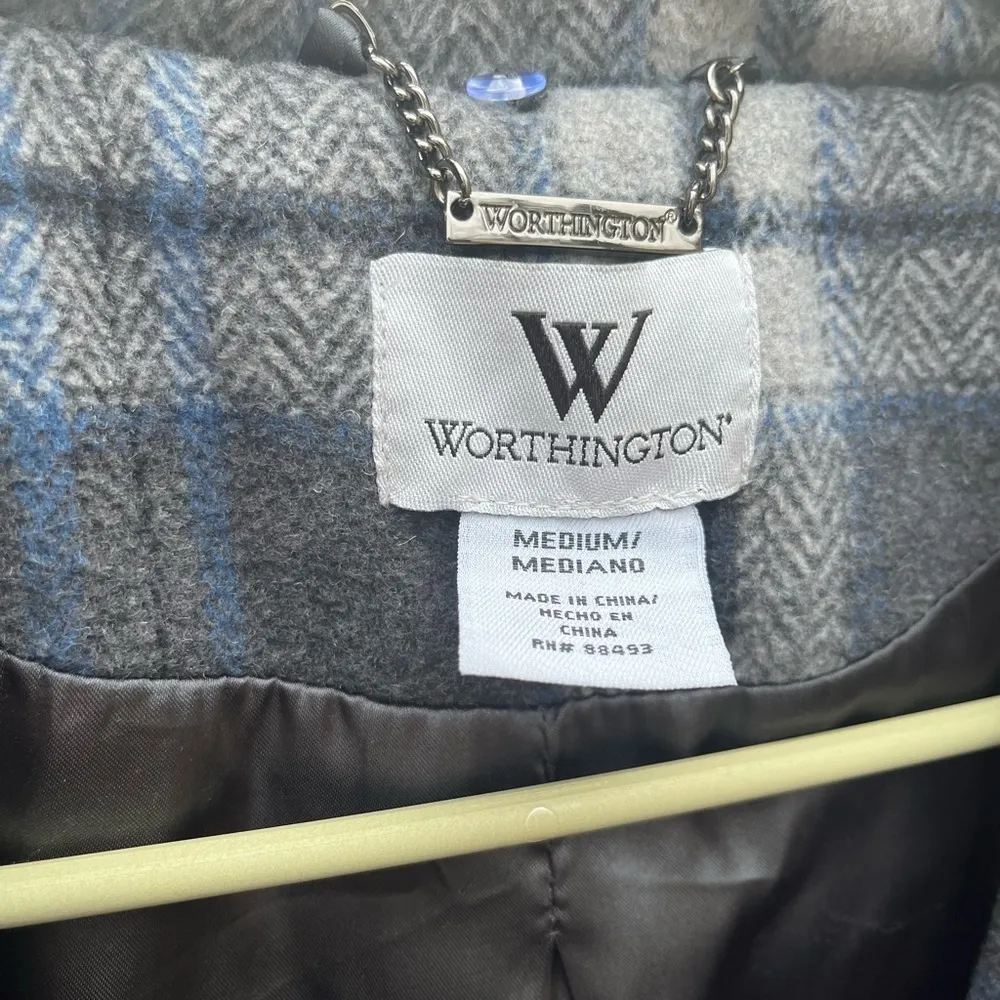 WORTHINGTON®
W
WORTHINGTON®
MEDIUM/
MEDIANO
MADE IN CHINA/
HECHO EN
CHINA
RN# 88493